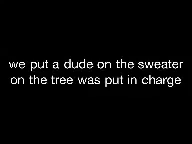 we put a dude on the sweater
on the tree was put in charge